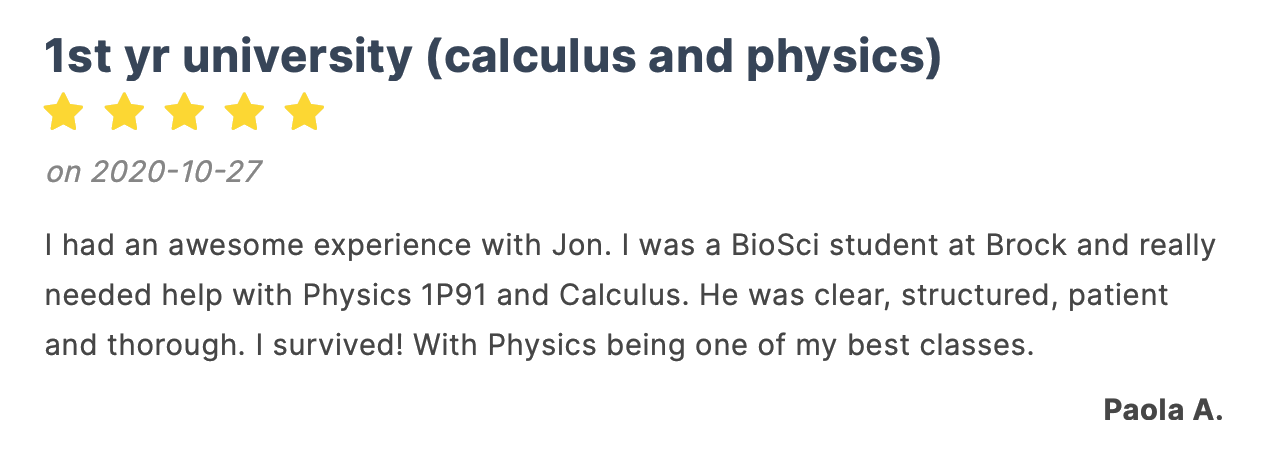 1st yr university (calculus and physics)
on 2020-10-27
I had an awesome experience with Jon. I was a BioSci student at Brock and really
needed help with Physics 1P91 and Calculus. He was clear, structured, patient
and thorough. I survived! With Physics being one of my best classes.
Paola A.